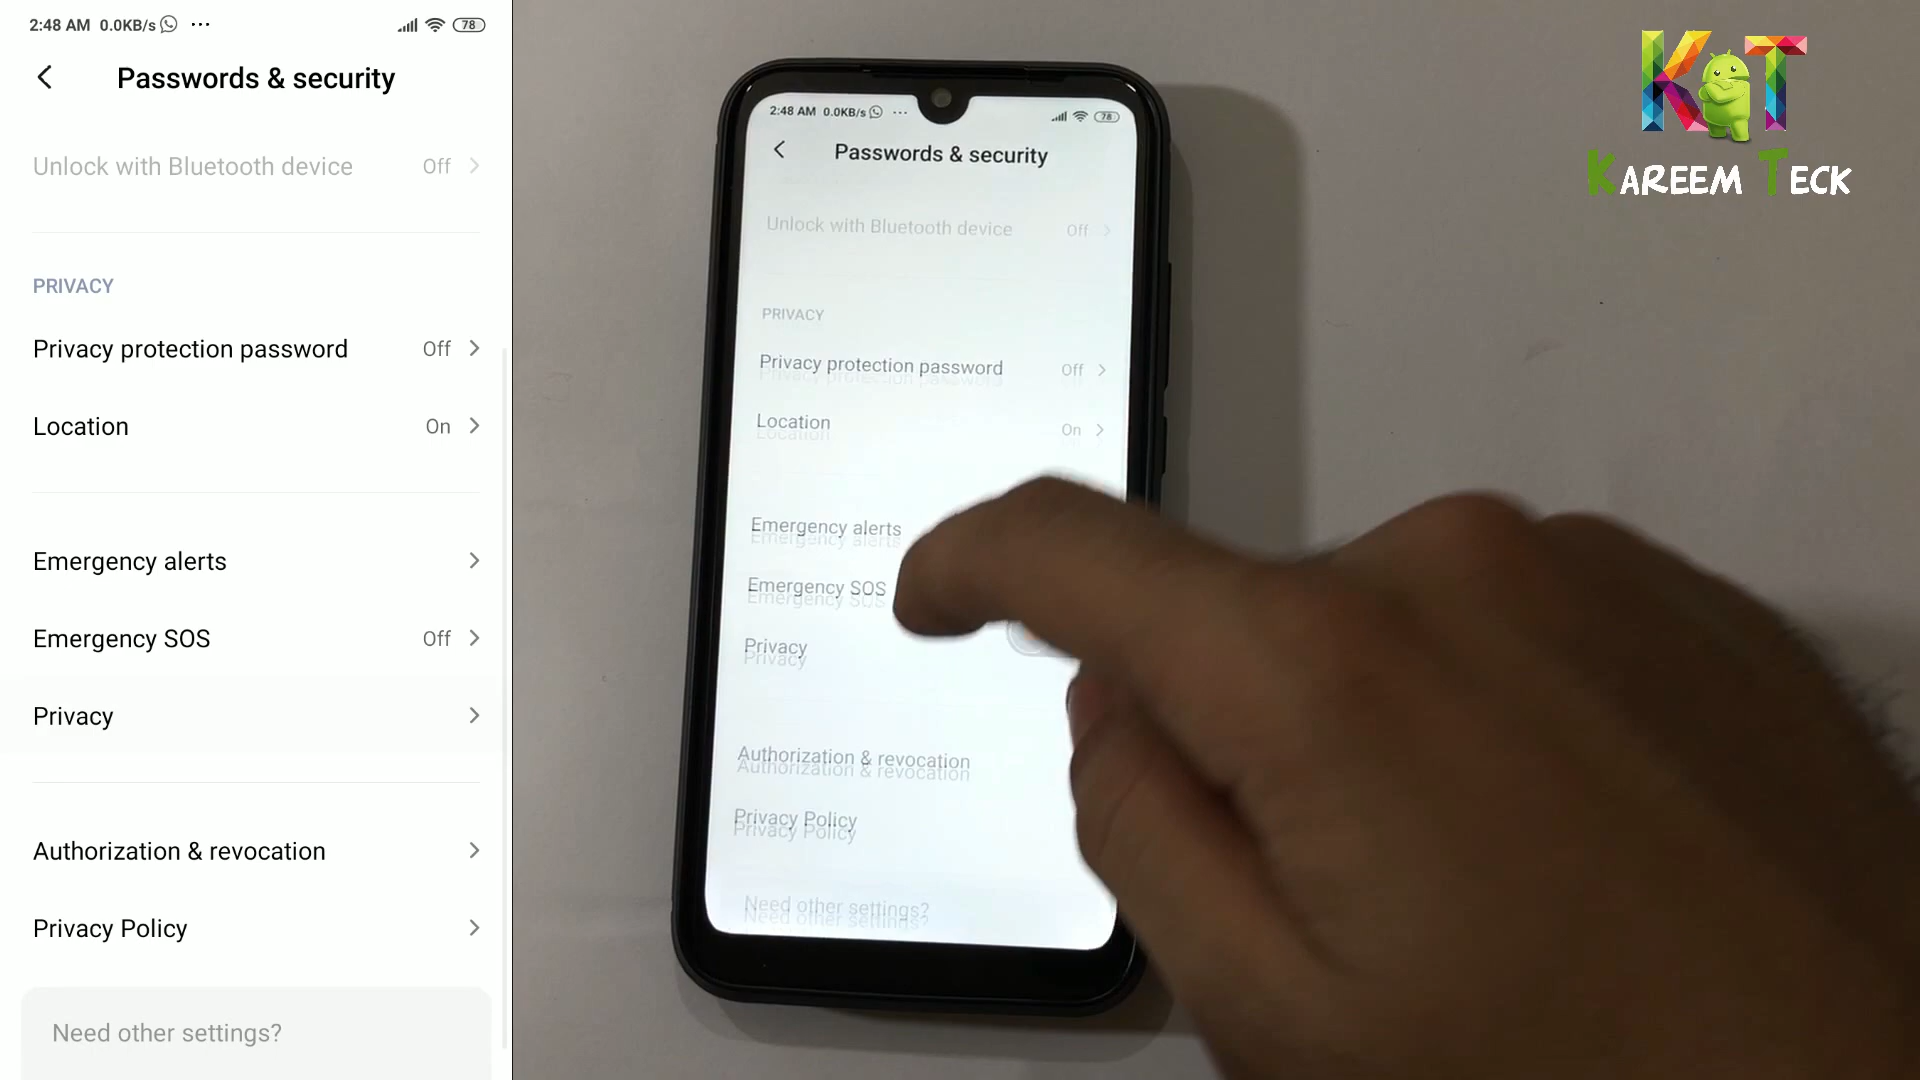 2:48 AM 0.0KB/s ... 78
Passwords & security
Unlock with Bluetooth device Off
PRIVACY
Privacy protection password Off
Location On
Emergency alerts
Emergency SOS Off
Privacy
Authorization & revocation
Privacy Policy
Need other settings?
2:48 AM 0.0KB/s ... 78
Passwords & security
Unlock with Bluetooth device Off
PRIVACY
Privacy protection password Off
Location On
Emergency alerts
Emergency SOS
Privacy
Authorization & revocation
Privacy Policy
Need other settings?
KT
KAREEM TECK